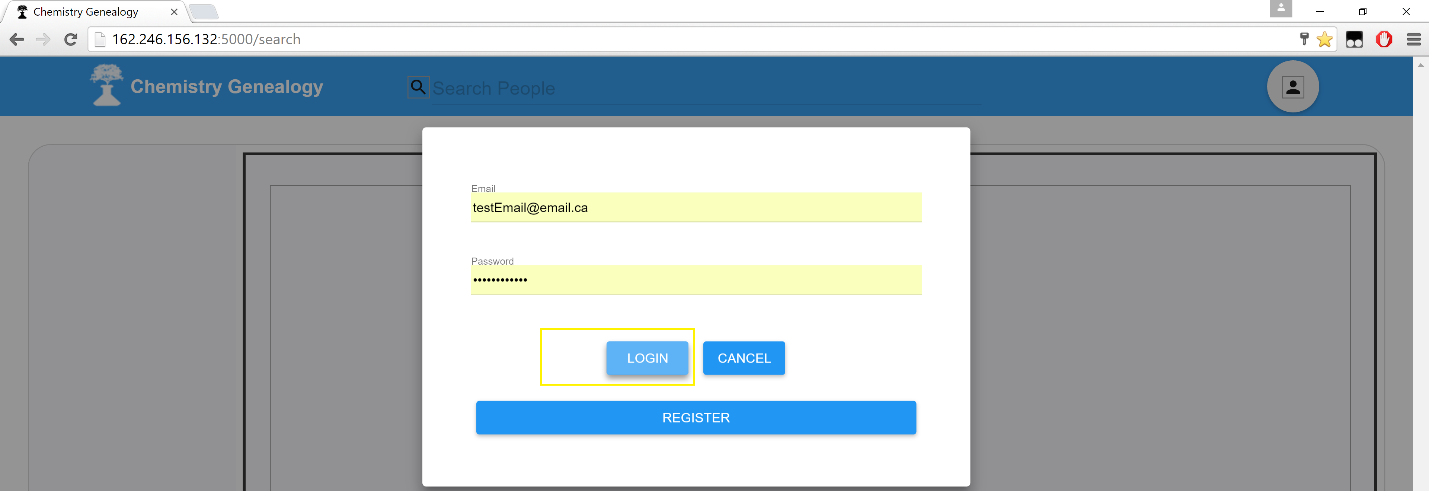 Chemistry Genealogy
162.246.156.132:5000/search
Chemistry Genealogy
Search People
Email
testEmail@email.ca
Password
••••••••••••
LOGIN CANCEL
REGISTER